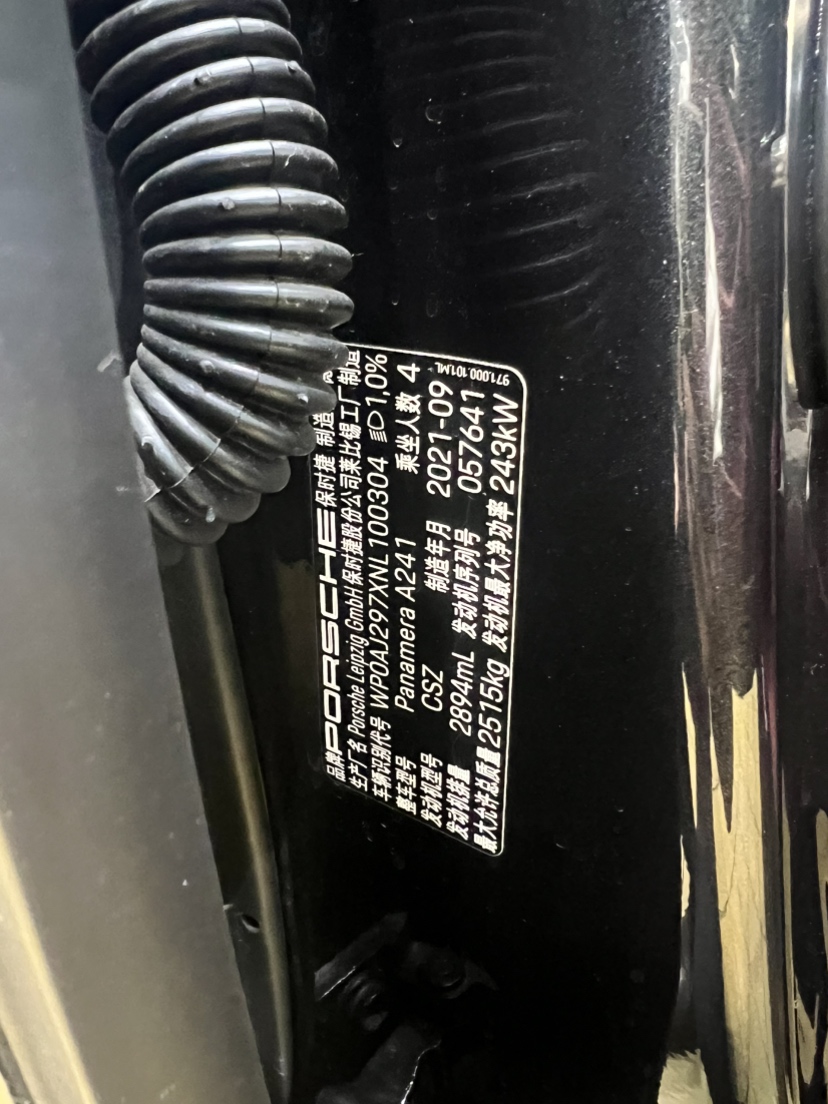 品牌 PORSCHE 保时捷 制造
生产厂名 Porsche Leipzig GmbH 保时捷股份公司莱比锡工厂制造
车辆识别代号 WP0AJ297XNL100304 1,0%
整车型号 Panamera A241 乘坐人数 4
发动机型号 CSZ 制造年月 2021-09
发动机排量 2894mL 发动机序列号 057641
最大允许总质量 2515kg 发动机最大净功率 243kW
971.000.101.ML